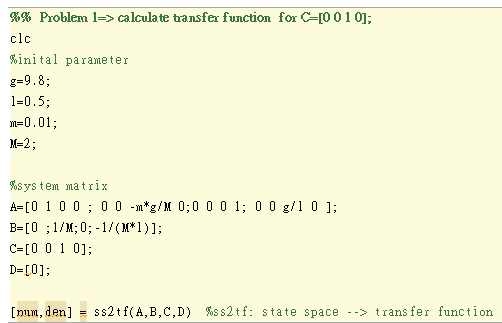 %%  Problem 1=> calculate transfer function  for C=[0 0 1 0];
clc
%inital parameter
g=9.8;
l=0.5;
m=0.01;
M=2;
%system matrix
A=[0 1 0 0 ; 0 0 -m*g/M 0;0 0 0 1; 0 0 g/l 0 ];
B=[0 ;1/M;0;-1/(M*l)];
C=[0 0 1 0];
D=[0];
[num,den] = ss2tf(A,B,C,D)  %ss2tf: state space --> transfer function